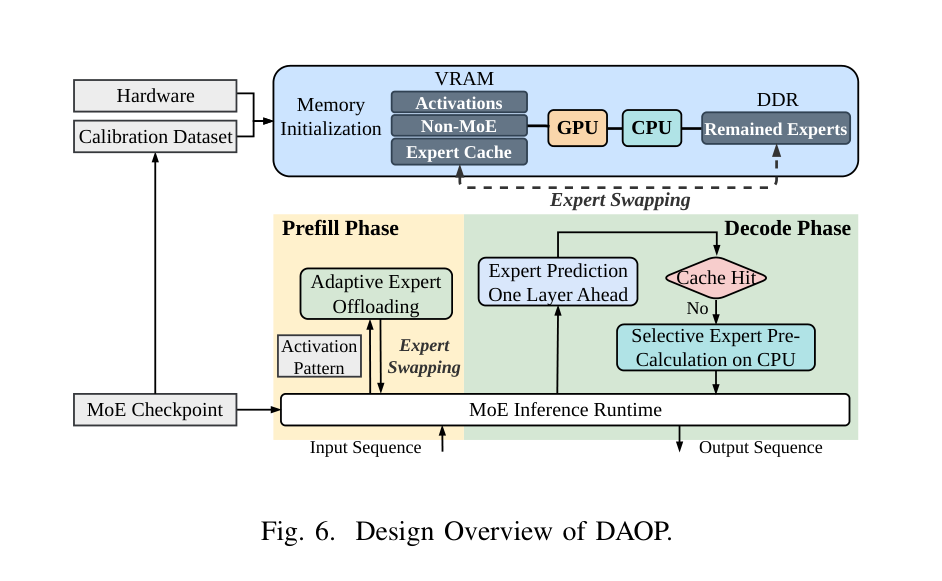 Hardware
Calibration Dataset
Memory
Initialization
VRAM
Activations
Non-MoE
Expert Cache
GPU
CPU
DDR
Remained Experts
Expert Swapping
Prefill Phase
Decode Phase
Adaptive Expert
Offloading
Activation
Pattern
Expert
Swapping
Expert Prediction
One Layer Ahead
Cache Hit
No
Selective Expert Pre-
Calculation on CPU
MoE Checkpoint
MoE Inference Runtime
Input Sequence
Output Sequence
Fig. 6. Design Overview of DAOP.